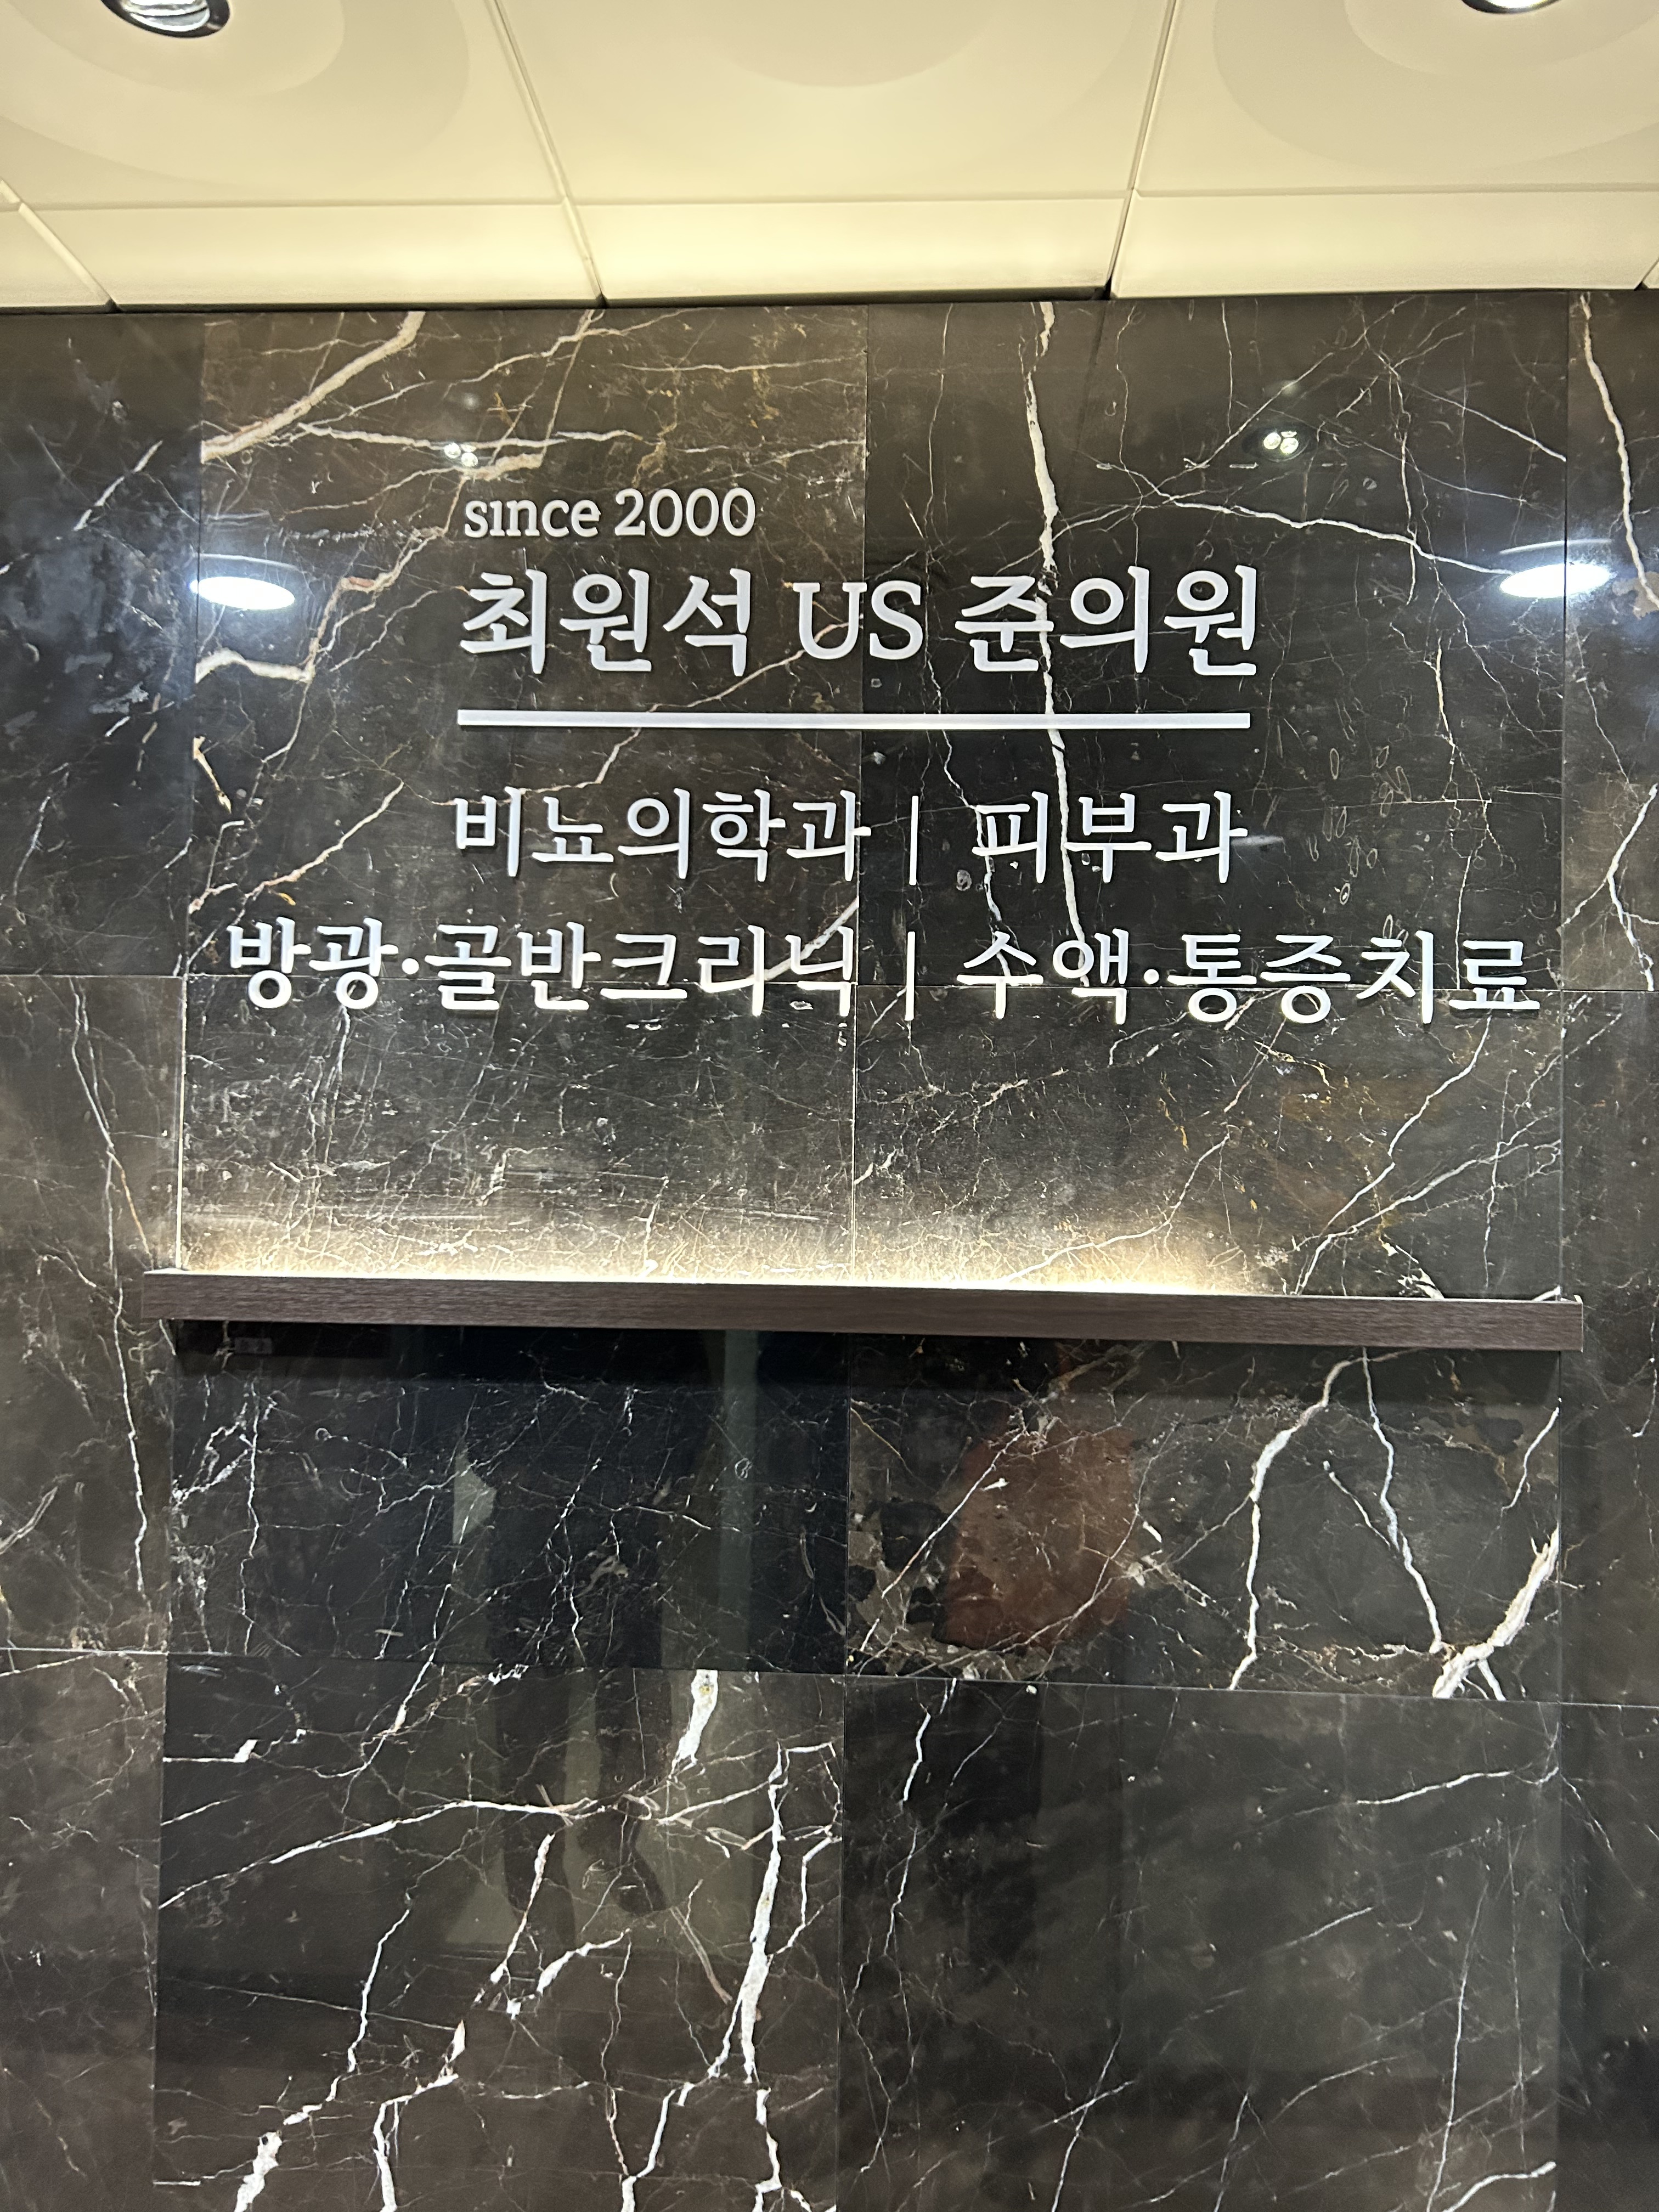 since 2000
최원석 US 준의원
비뇨의학과 | 피부과
방광·골반크리닉 | 수액·통증치료